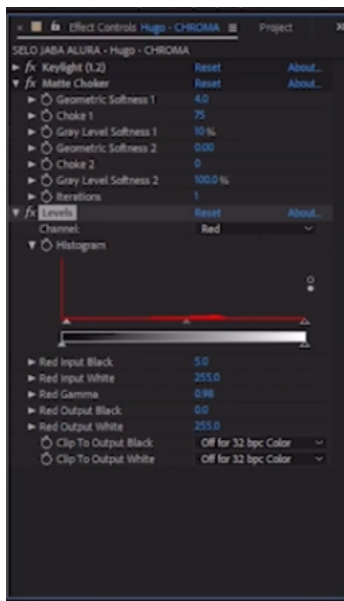 Effect Controls Hugo - CHROMA Project
SELO JABA ALURA - Hugo - CHROMA
fx Keylight (1.2) Reset About...
fx Matte Choker Reset About...
Geometric Softness 1 4.0
Choke 1 75
Gray Level Softness 1 10 %
Geometric Softness 2 0.00
Choke 2 0
Gray Level Softness 2 100.0 %
Iterations 1
fx Levels Reset About...
Channel: Red
Histogram
Red Input Black 5.0
Red Input White 255.0
Red Gamma 0.98
Red Output Black 0.0
Red Output White 255.0
Clip To Output Black Off for 32 bpc Color
Clip To Output White Off for 32 bpc Color